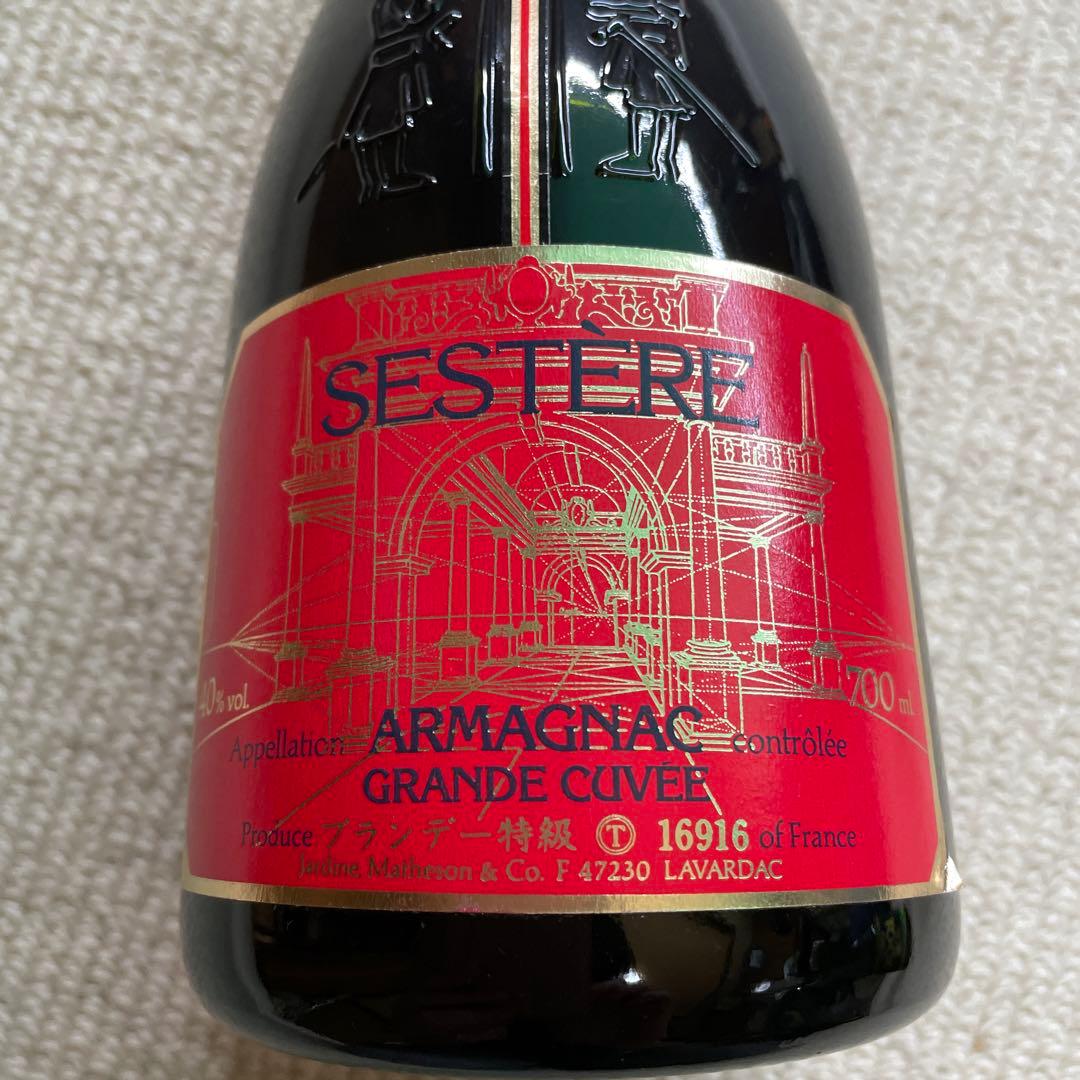 SESTÈRE
40% vol.
700 ml
Appellation ARMAGNAC contrôlée
GRANDE CUVÉE
Produce ブランデー特級 Ⓣ 16916 of France
Jardine, Matheson & Co. F 47230 LAVARDAC